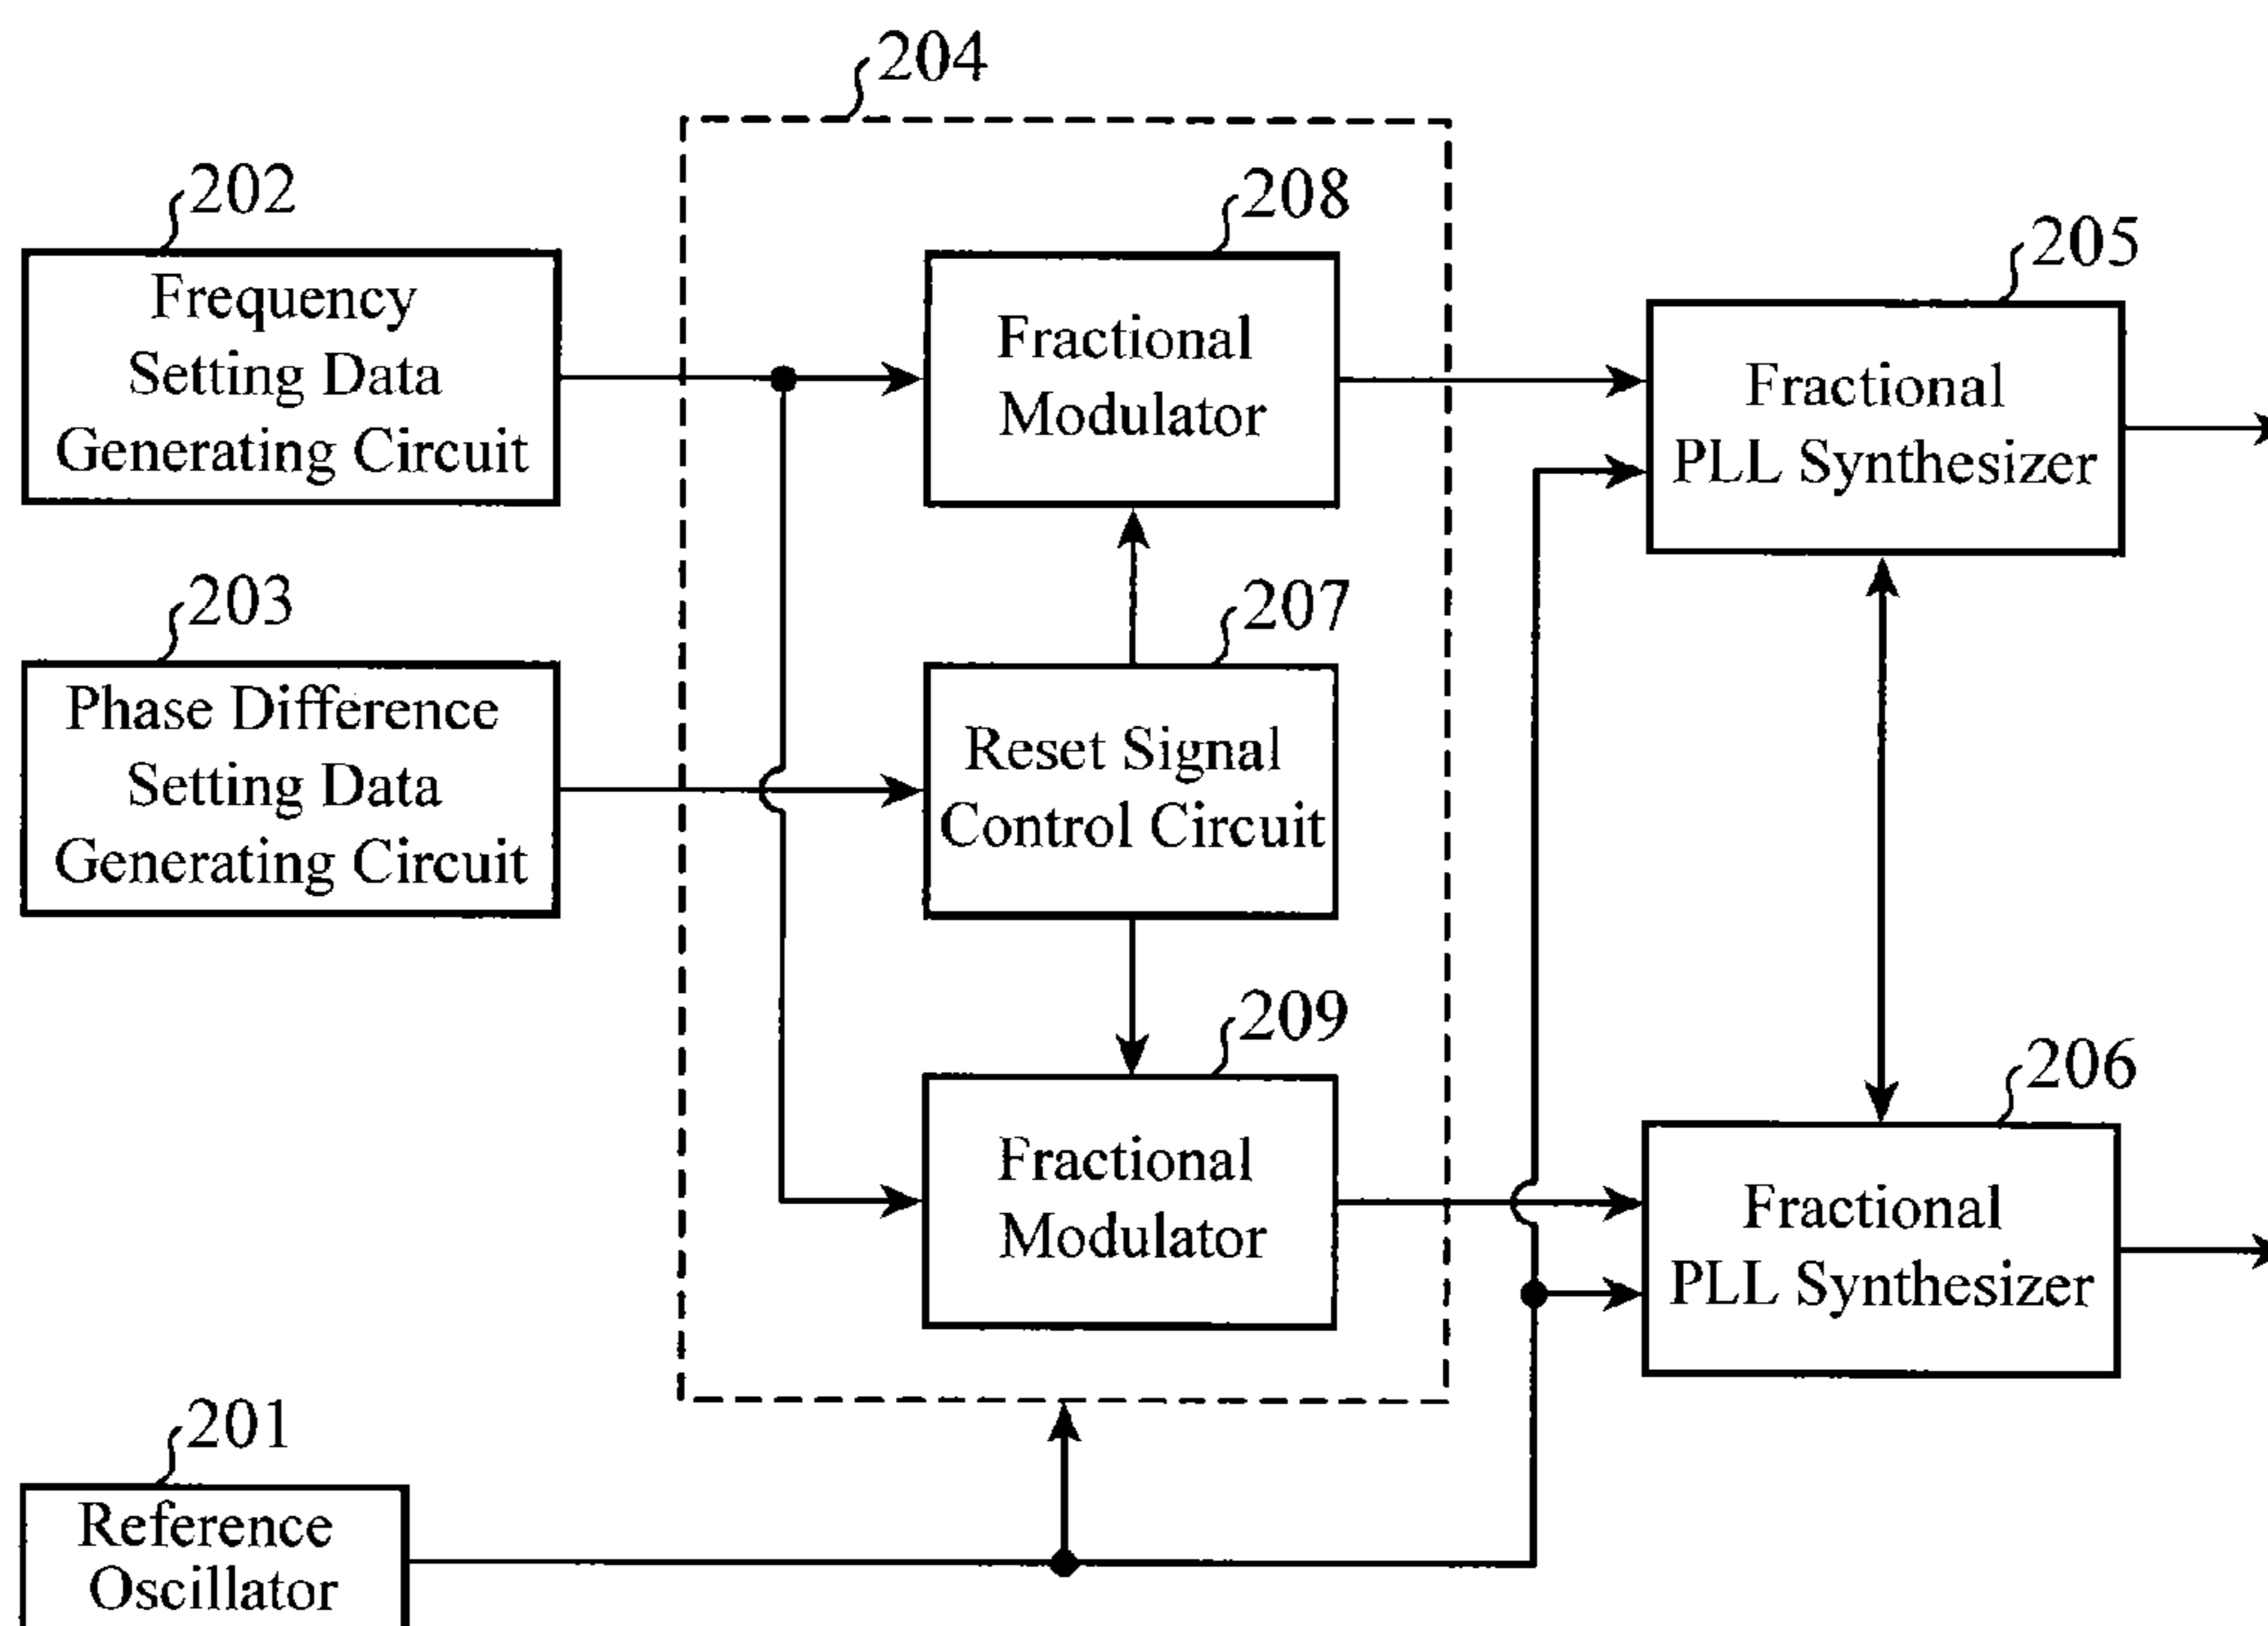 204
202
Frequency
Setting Data
Generating Circuit
208
Fractional
Modulator
205
Fractional
PLL Synthesizer
203
Phase Difference
Setting Data
Generating Circuit
207
Reset Signal
Control Circuit
209
Fractional
Modulator
206
Fractional
PLL Synthesizer
201
Reference
Oscillator